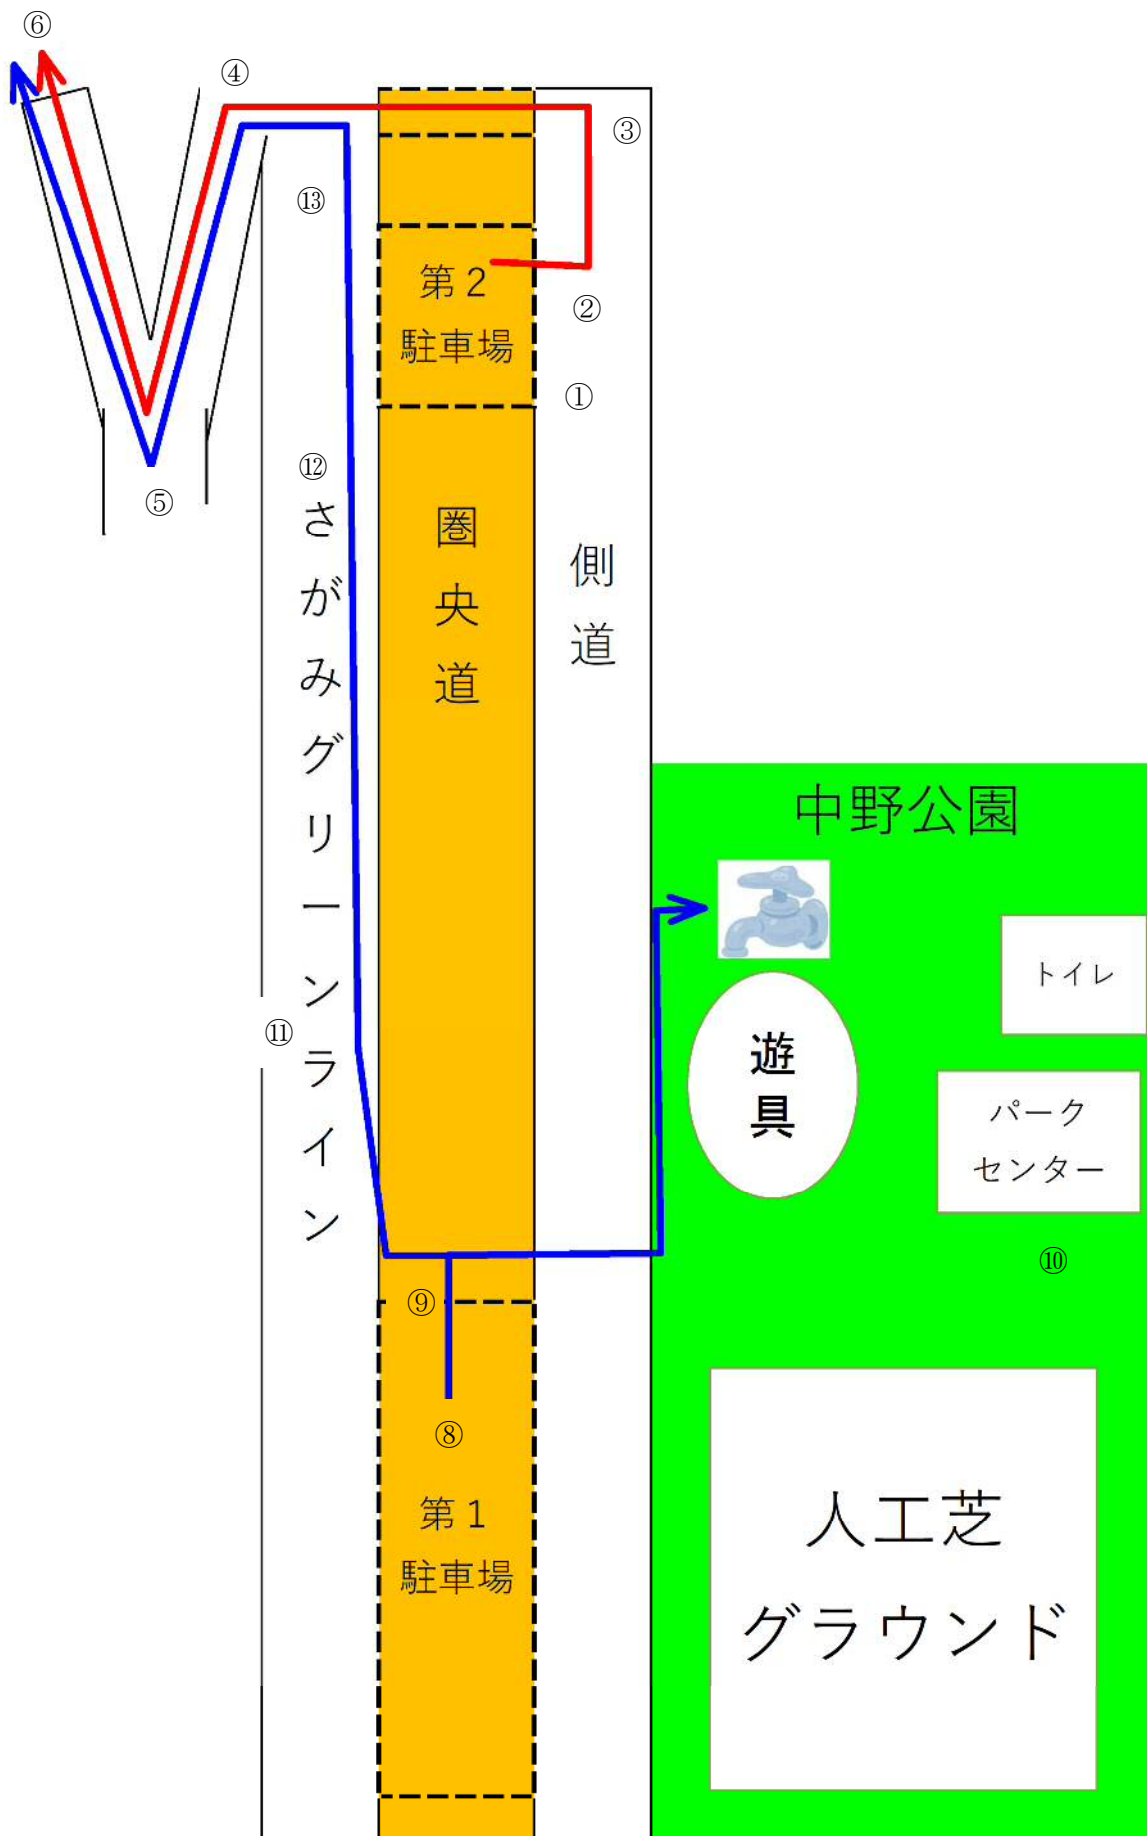 ⑥
④
③
⑬
第2
駐車場
②
①
⑫
⑤
さがみグリーンライン
圏央道
側道
中野公園
トイレ
⑪
遊具
パーク
センター
⑩
⑨
⑧
第1
駐車場
人工芝
グラウンド